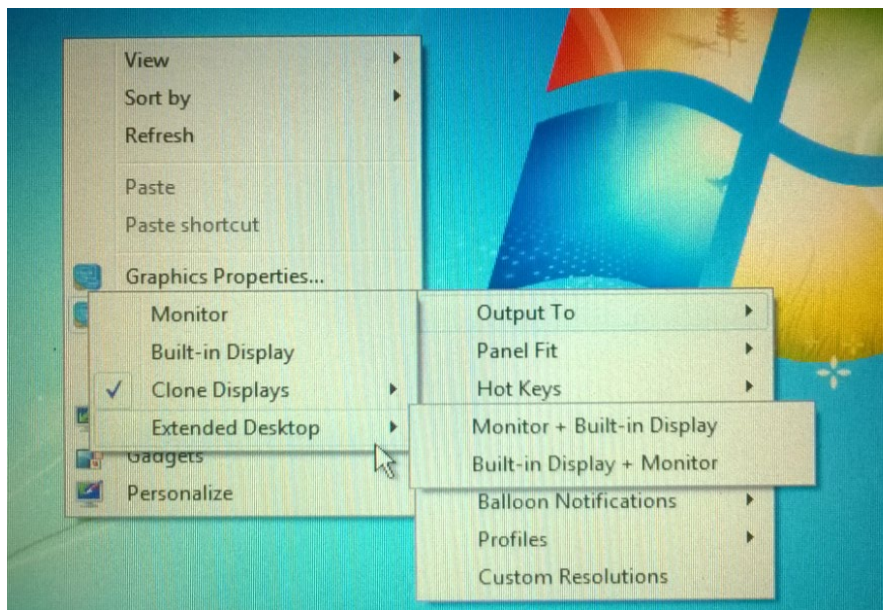 View
Sort by
Refresh
Paste
Paste shortcut
Graphics Properties...
Monitor
Built-in Display
Clone Displays
Extended Desktop
Gadgets
Personalize
Output To
Panel Fit
Hot Keys
Monitor + Built-in Display
Built-in Display + Monitor
Balloon Notifications
Profiles
Custom Resolutions